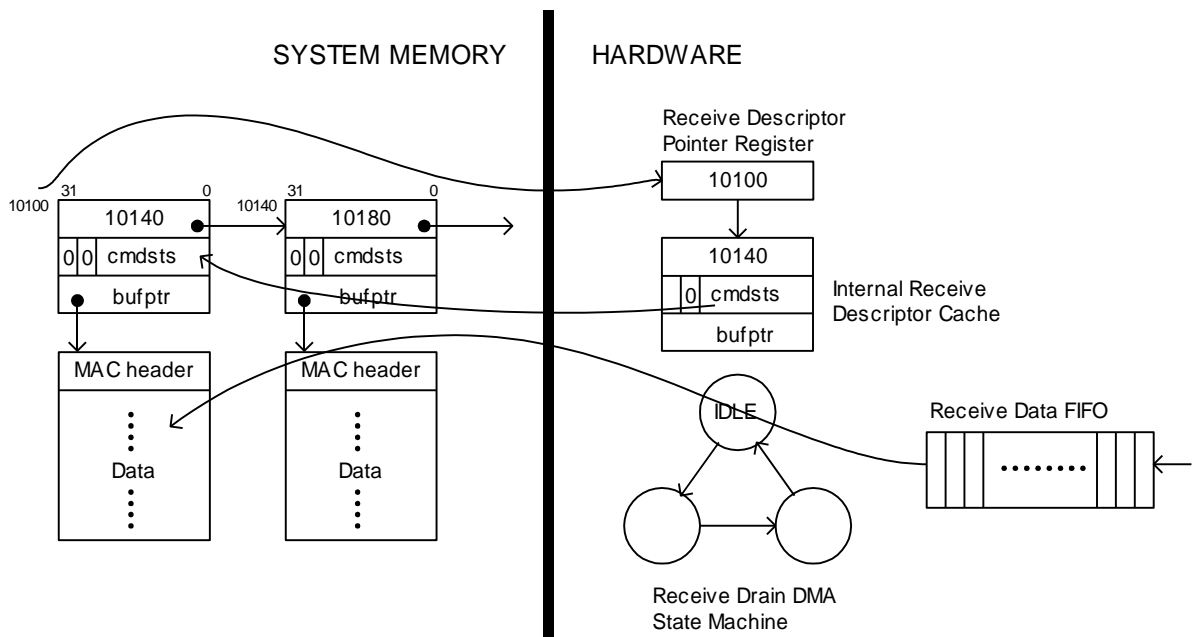 SYSTEM MEMORY
HARDWARE
Receive Descriptor
Pointer Register
10100
31
0
31
0
10100
10140
10140
10180
0 0 cmdsts
0 0 cmdsts
bufptr
bufptr
10140
0 cmdsts
bufptr
Internal Receive
Descriptor Cache
MAC header
MAC header
Data
Data
IDLE
Receive Data FIFO
Receive Drain DMA
State Machine